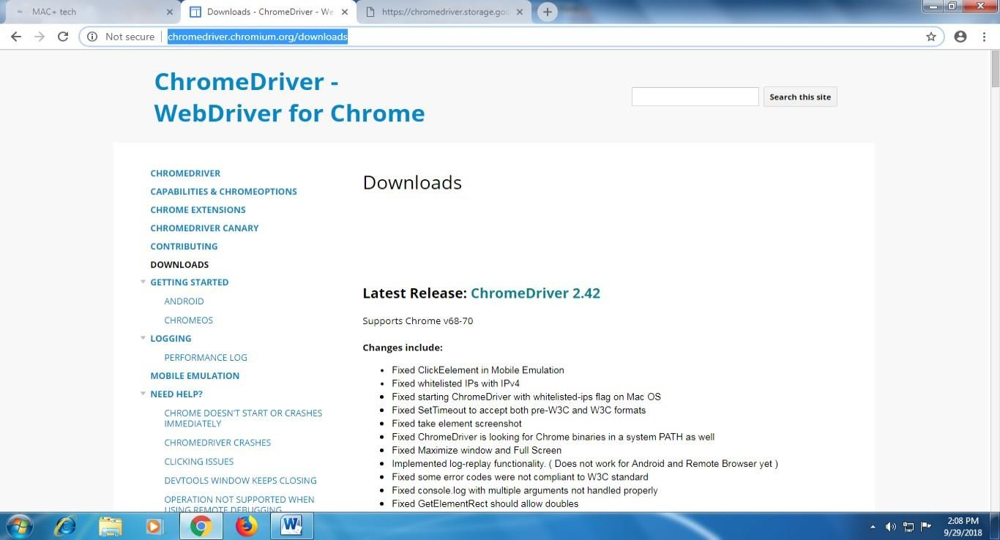 MAC+ tech
Downloads - ChromeDriver - We
https://chromedriver.storage.goo
Not secure
chromedriver.chromium.org/downloads
ChromeDriver -
WebDriver for Chrome
Search this site
CHROMEDRIVER
CAPABILITIES & CHROMEOPTIONS
CHROME EXTENSIONS
CHROMEDRIVER CANARY
CONTRIBUTING
DOWNLOADS
GETTING STARTED
ANDROID
CHROMEOS
LOGGING
PERFORMANCE LOG
MOBILE EMULATION
NEED HELP?
CHROME DOESN'T START OR CRASHES
IMMEDIATELY
CHROMEDRIVER CRASHES
CLICKING ISSUES
DEVTOOLS WINDOW KEEPS CLOSING
OPERATION NOT SUPPORTED WHEN
USING REMOTE DEBUGGING
Downloads
Latest Release: ChromeDriver 2.42
Supports Chrome v68-70
Changes include:
Fixed ClickEelement in Mobile Emulation
Fixed whitelisted IPs with IPv4
Fixed starting ChromeDriver with whitelisted-ips flag on Mac OS
Fixed SetTimeout to accept both pre-W3C and W3C formats
Fixed take element screenshot
Fixed ChromeDriver is looking for Chrome binaries in a system PATH as well
Fixed Maximize window and Full Screen
Implemented log-replay functionality. ( Does not work for Android and Remote Browser yet )
Fixed some error codes were not compliant to W3C standard
Fixed console.log with multiple arguments not handled properly
Fixed GetElementRect should allow doubles
2:08 PM
9/29/2018